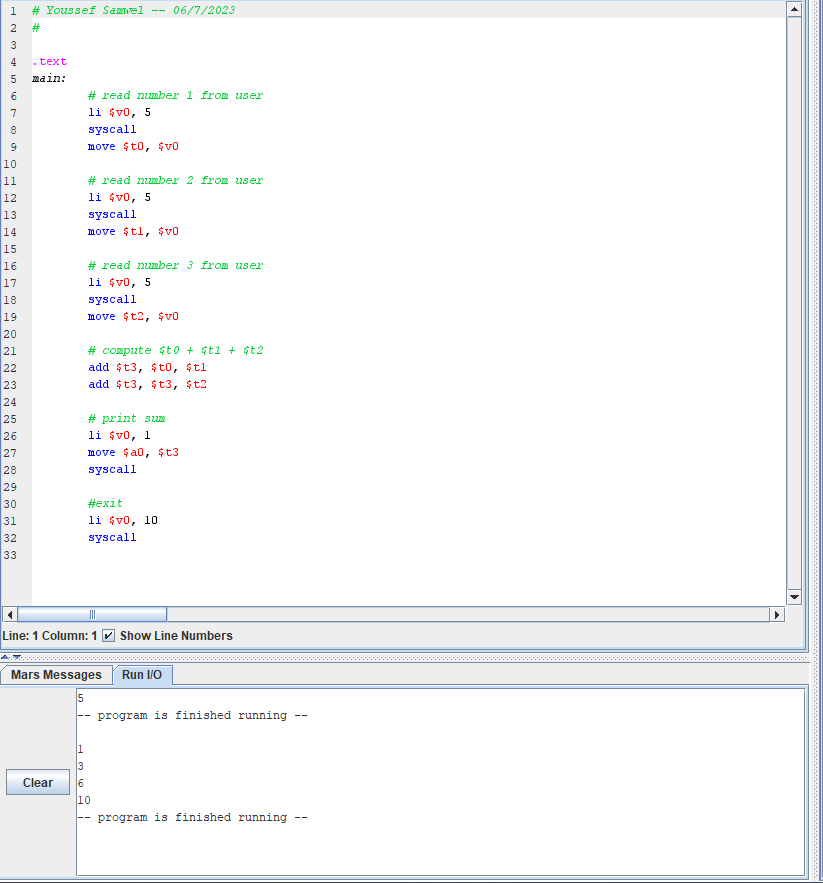 1 # Youssef Samwel -- 06/7/2023
2 #
3
4 .text
5 main:
6 # read number 1 from user
7 li $v0, 5
8 syscall
9 move $t0, $v0
10
11 # read number 2 from user
12 li $v0, 5
13 syscall
14 move $t1, $v0
15
16 # read number 3 from user
17 li $v0, 5
18 syscall
19 move $t2, $v0
20
21 # compute $t0 + $t1 + $t2
22 add $t3, $t0, $t1
23 add $t3, $t3, $t2
24
25 # print sum
26 li $v0, 1
27 move $a0, $t3
28 syscall
29
30 #exit
31 li $v0, 10
32 syscall
33
Line: 1 Column: 1 Show Line Numbers
Mars Messages Run I/O
5
-- program is finished running --
1
3
Clear
6
10
-- program is finished running --